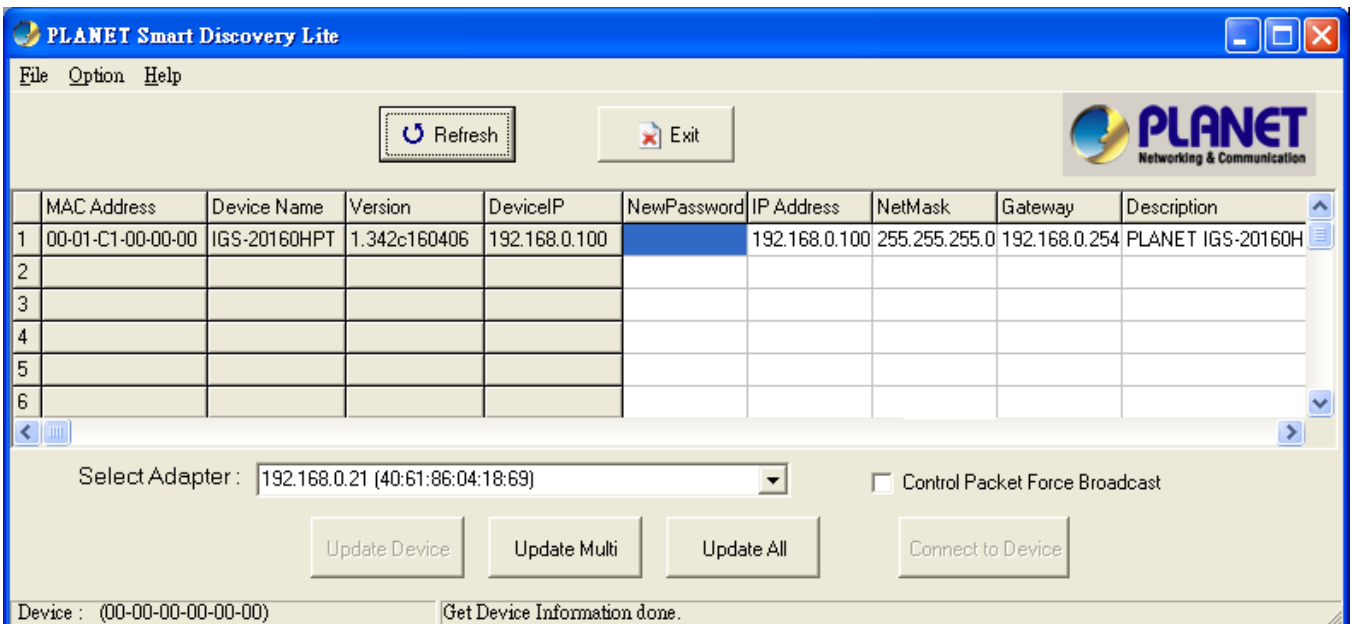 PLANET Smart Discovery Lite
File Option Help
Refresh Exit PLANET
Networking & Communication
MAC Address Device Name Version DeviceIP NewPassword IP Address NetMask Gateway Description
1 00-01-C1-00-00-00 IGS-20160HPT 1.342c160406 192.168.0.100 192.168.0.100 255.255.255.0 192.168.0.254 PLANET IGS-20160H
2
3
4
5
6
Select Adapter : 192.168.0.21 (40:61:86:04:18:69) Control Packet Force Broadcast
Update Device Update Multi Update All Connect to Device
Device : (00-00-00-00-00-00) Get Device Information done.